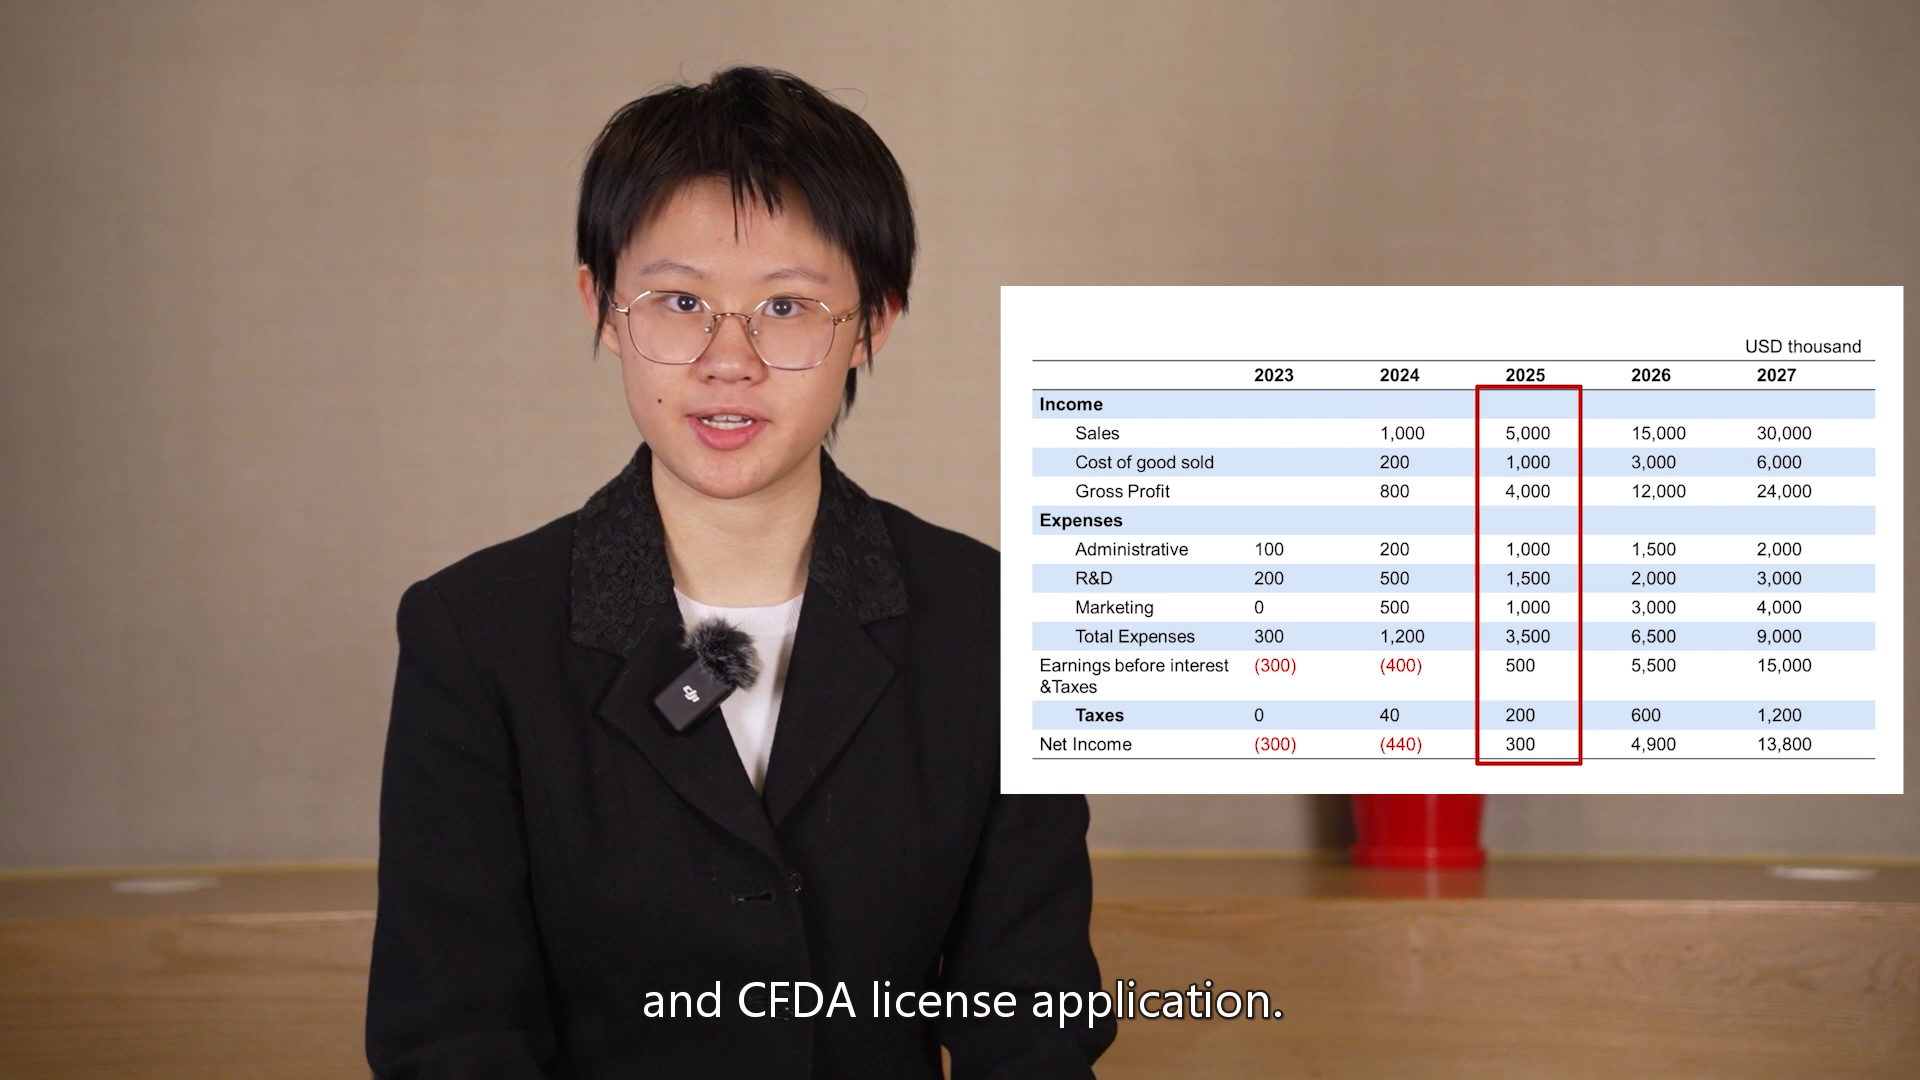 USD thousand
2023 2024 2025 2026 2027
Income
Sales 1,000 5,000 15,000 30,000
Cost of good sold 200 1,000 3,000 6,000
Gross Profit 800 4,000 12,000 24,000
Expenses
Administrative 100 200 1,000 1,500 2,000
R&D 200 500 1,500 2,000 3,000
Marketing 0 500 1,000 3,000 4,000
Total Expenses 300 1,200 3,500 6,500 9,000
Earnings before interest (300) (400) 500 5,500 15,000
&Taxes
Taxes 0 40 200 600 1,200
Net Income (300) (440) 300 4,900 13,800
dji
and CFDA license application.